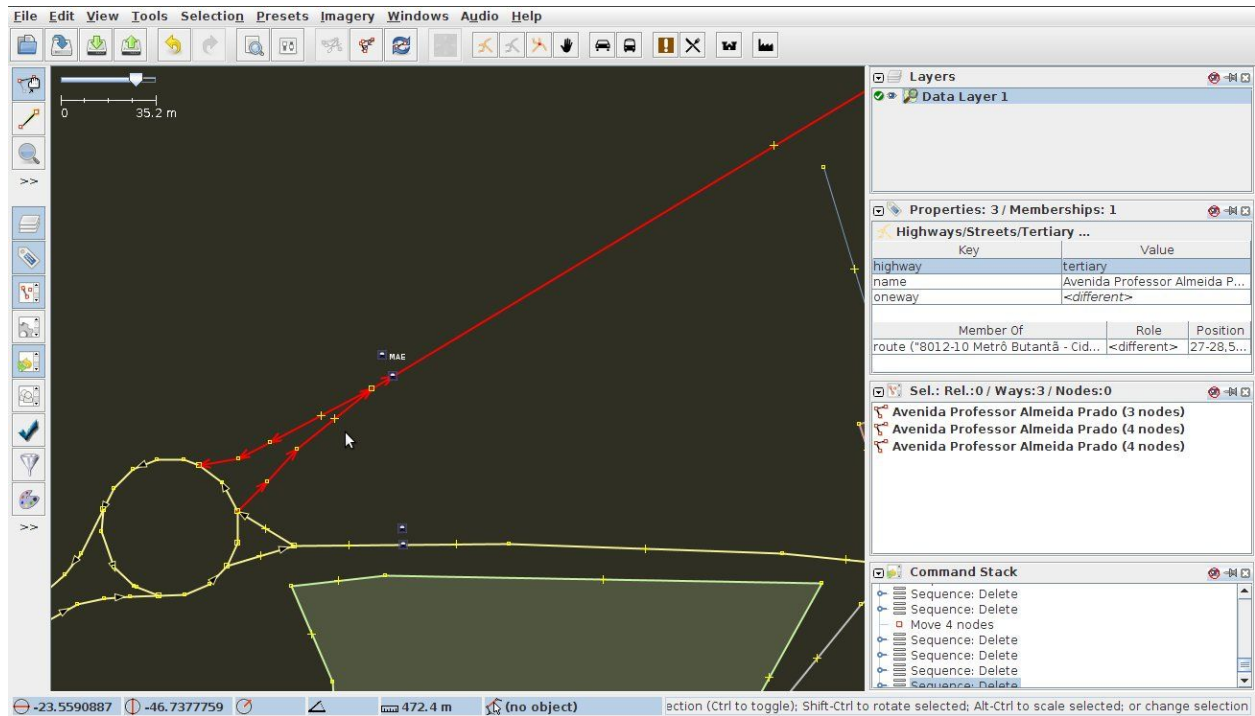 File Edit View Tools Selection Presets Imagery Windows Audio Help
0 35.2 m
>>
>>
MAE
Layers
Data Layer 1
Properties: 3 / Memberships: 1
Highways/Streets/Tertiary ...
Key Value
highway tertiary
name Avenida Professor Almeida P...
oneway <different>
Member Of Role Position
route ("8012-10 Metrô Butantã - Cid... <different> 27-28,5...
Sel.: Rel.:0 / Ways:3 / Nodes:0
Avenida Professor Almeida Prado (3 nodes)
Avenida Professor Almeida Prado (4 nodes)
Avenida Professor Almeida Prado (4 nodes)
Command Stack
Sequence: Delete
Sequence: Delete
Move 4 nodes
Sequence: Delete
Sequence: Delete
Sequence: Delete
Sequence: Delete
-23.5590887 -46.7377759 472.4 m (no object) ection (Ctrl to toggle); Shift-Ctrl to rotate selected; Alt-Ctrl to scale selected; or change selection